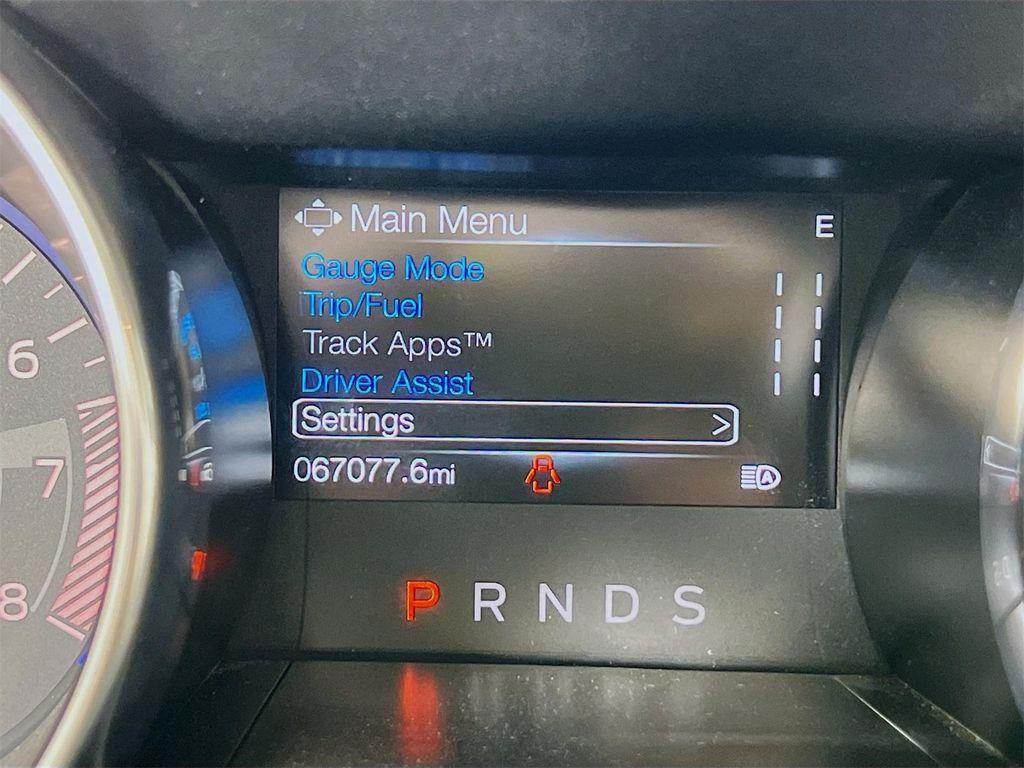 Main Menu
E
Gauge Mode
Trip/Fuel
Track Apps™
Driver Assist
Settings >
067077.6mi
A
P R N D S
6
7
8